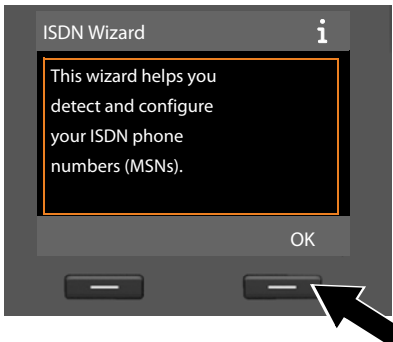 ISDN Wizard i
This wizard helps you
detect and configure
your ISDN phone
numbers (MSNs).
OK